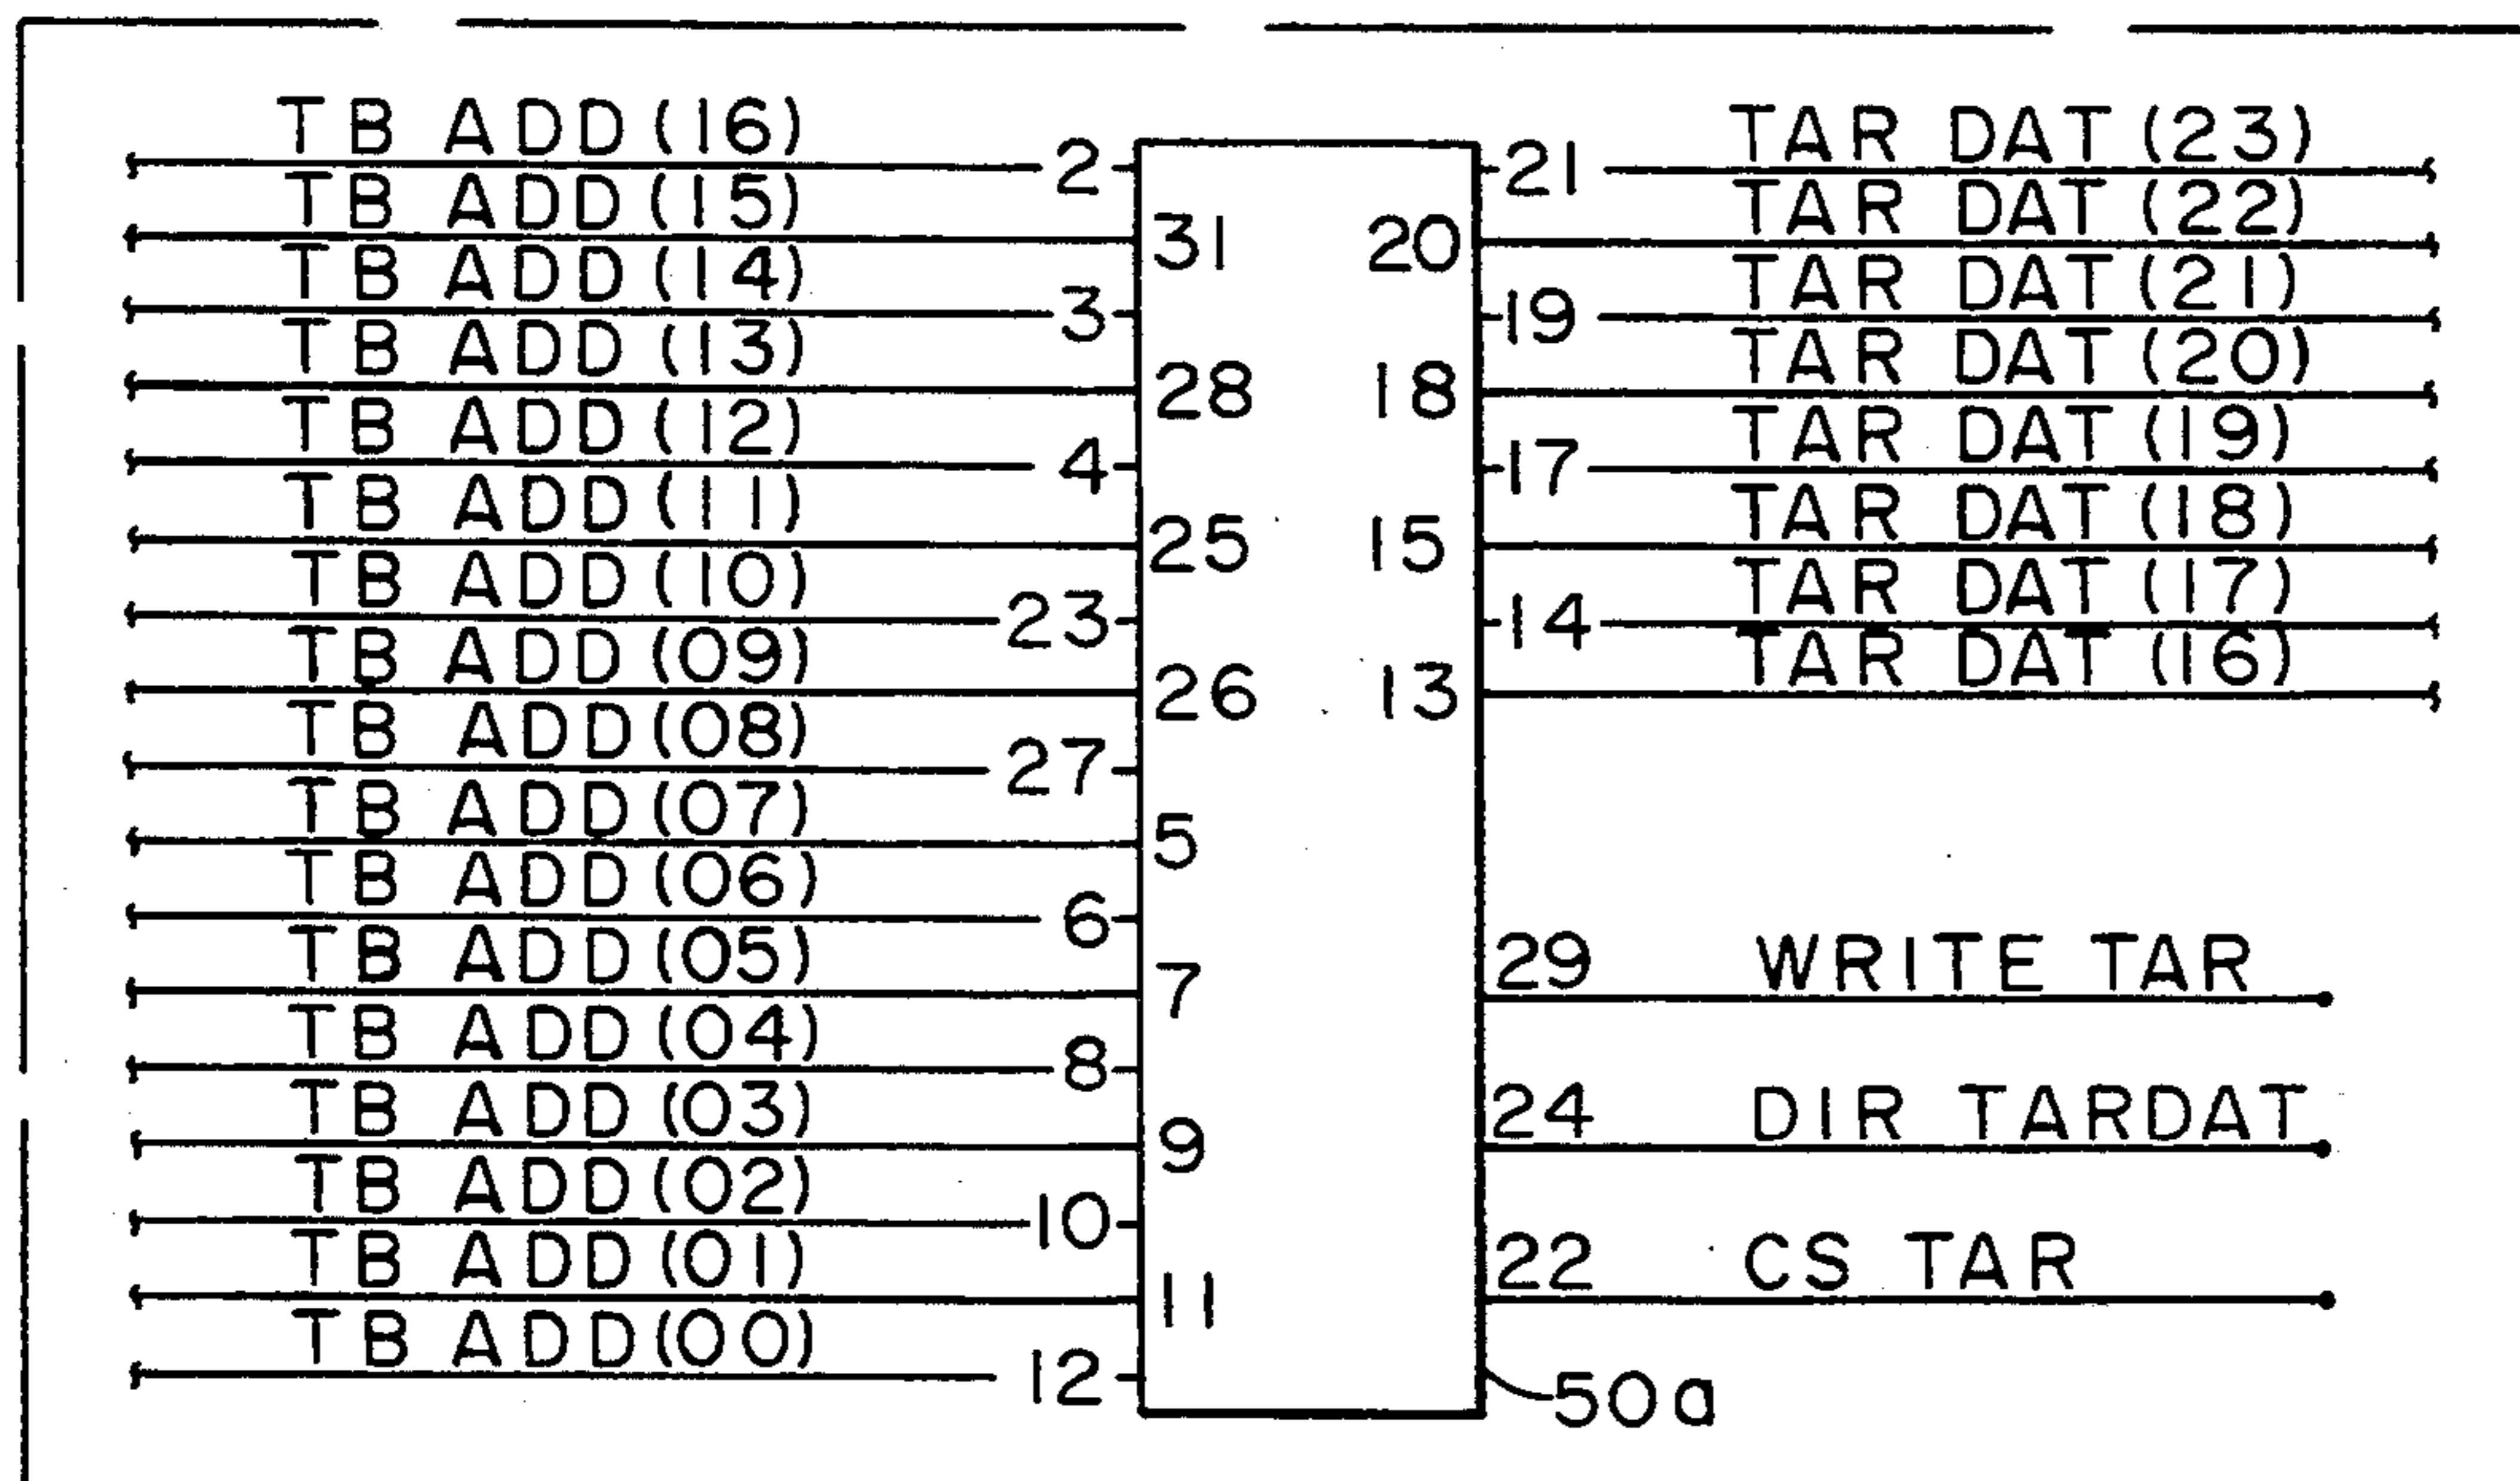 TB ADD(16) 2 21 TAR DAT(23)
TB ADD(15) 31 20 TAR DAT(22)
TB ADD(14) 3 19 TAR DAT(21)
TB ADD(13) 28 18 TAR DAT(20)
TB ADD(12) 4 17 TAR DAT(19)
TB ADD(11) 25 15 TAR DAT(18)
TB ADD(10) 23 14 TAR DAT(17)
TB ADD(09) 26 13 TAR DAT(16)
TB ADD(08) 27
TB ADD(07) 5
TB ADD(06) 6
TB ADD(05) 7 29 WRITE TAR
TB ADD(04) 8
TB ADD(03) 9 24 DIR TARDAT
TB ADD(02) 10
TB ADD(01) 11 22 CS TAR
TB ADD(00) 12
50a